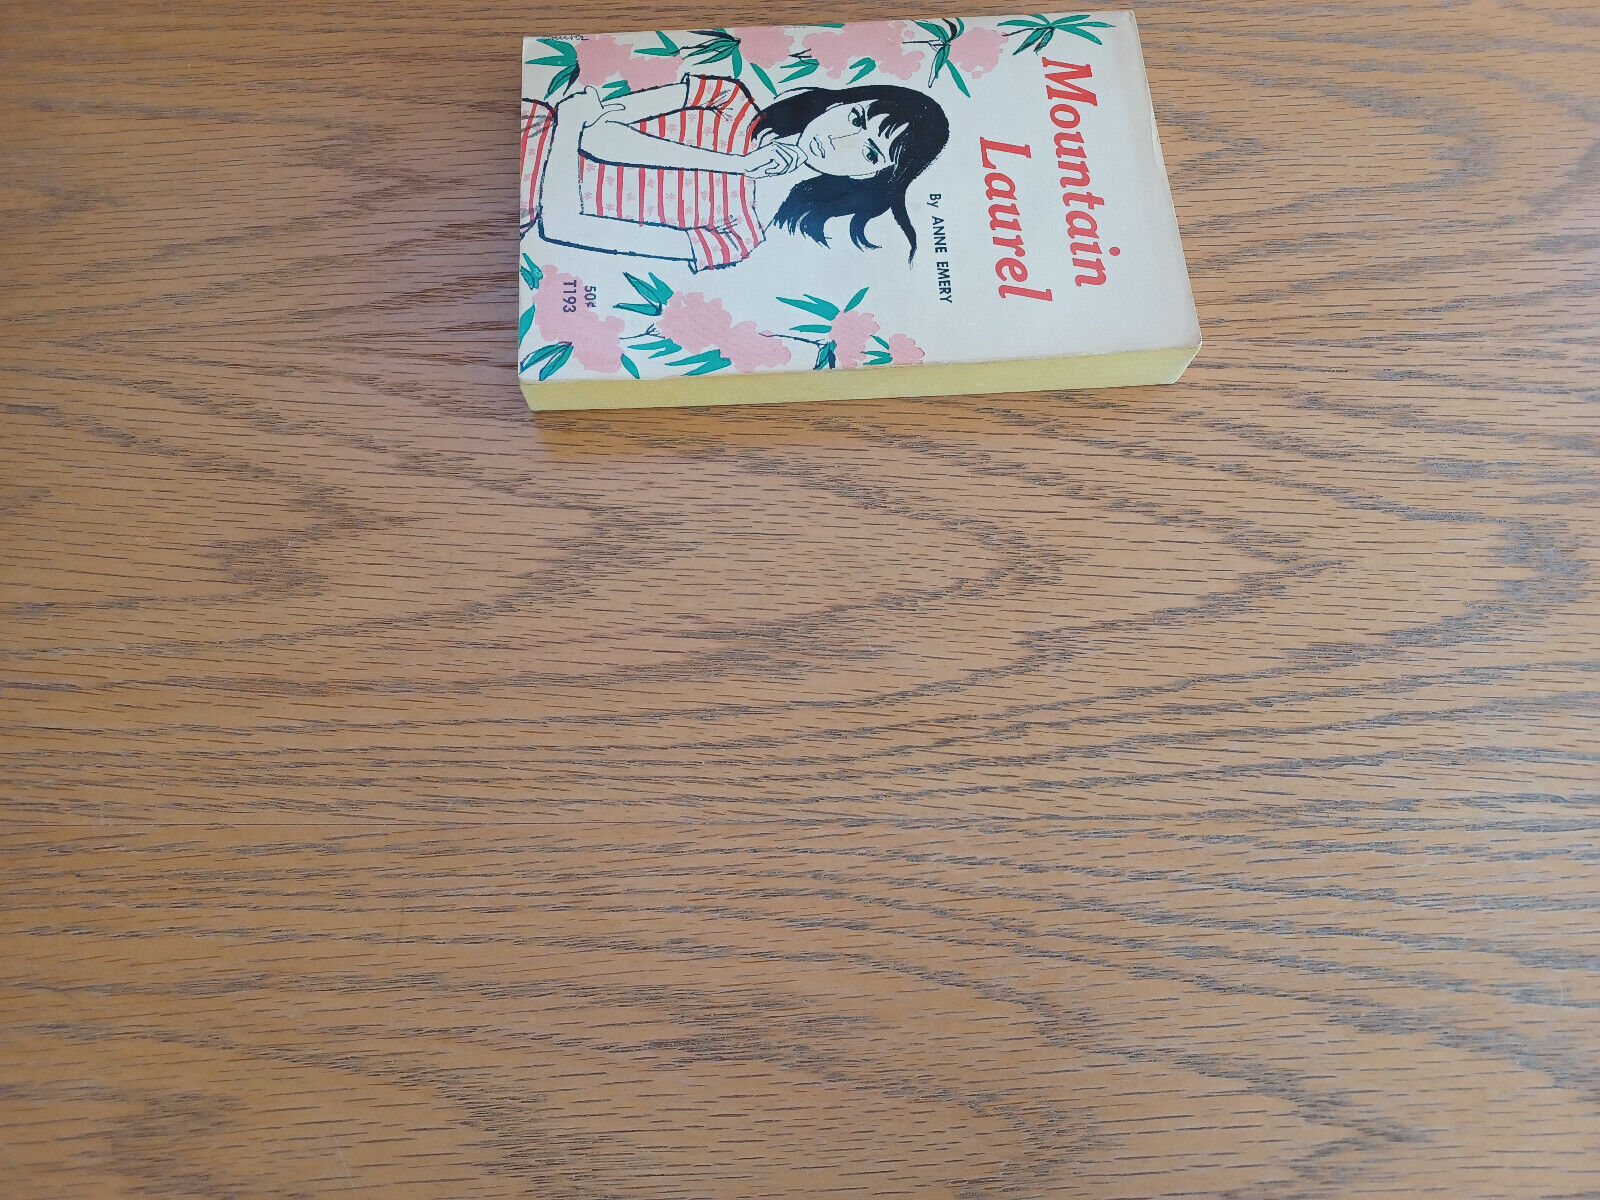 Mountain
Laurel
By ANNE EMERY
50¢
T193